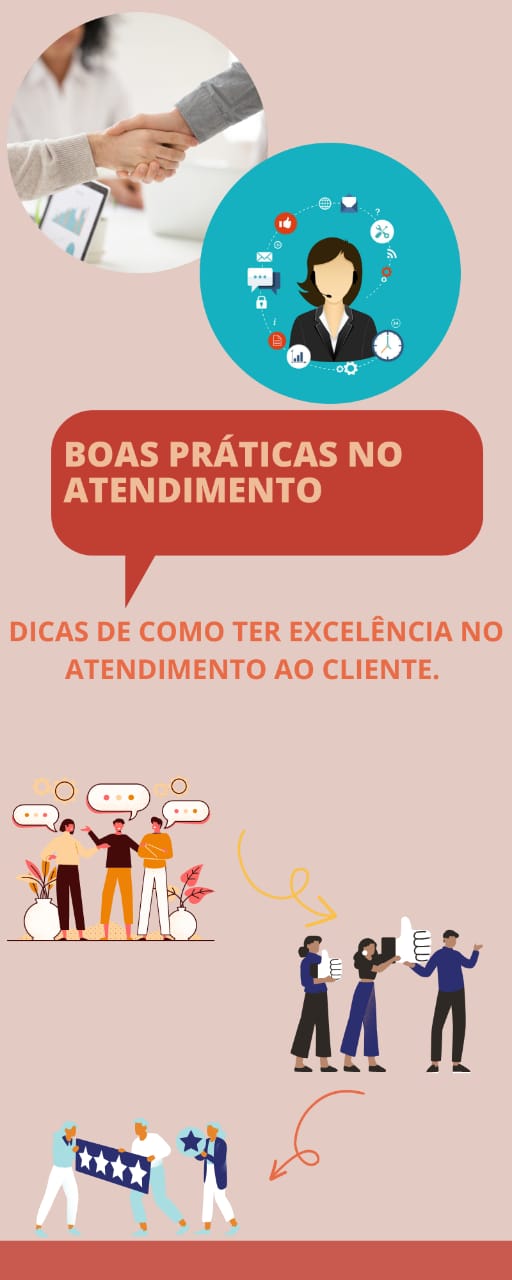 BOAS PRÁTICAS NO
ATENDIMENTO
DICAS DE COMO TER EXCELÊNCIA NO
ATENDIMENTO AO CLIENTE.